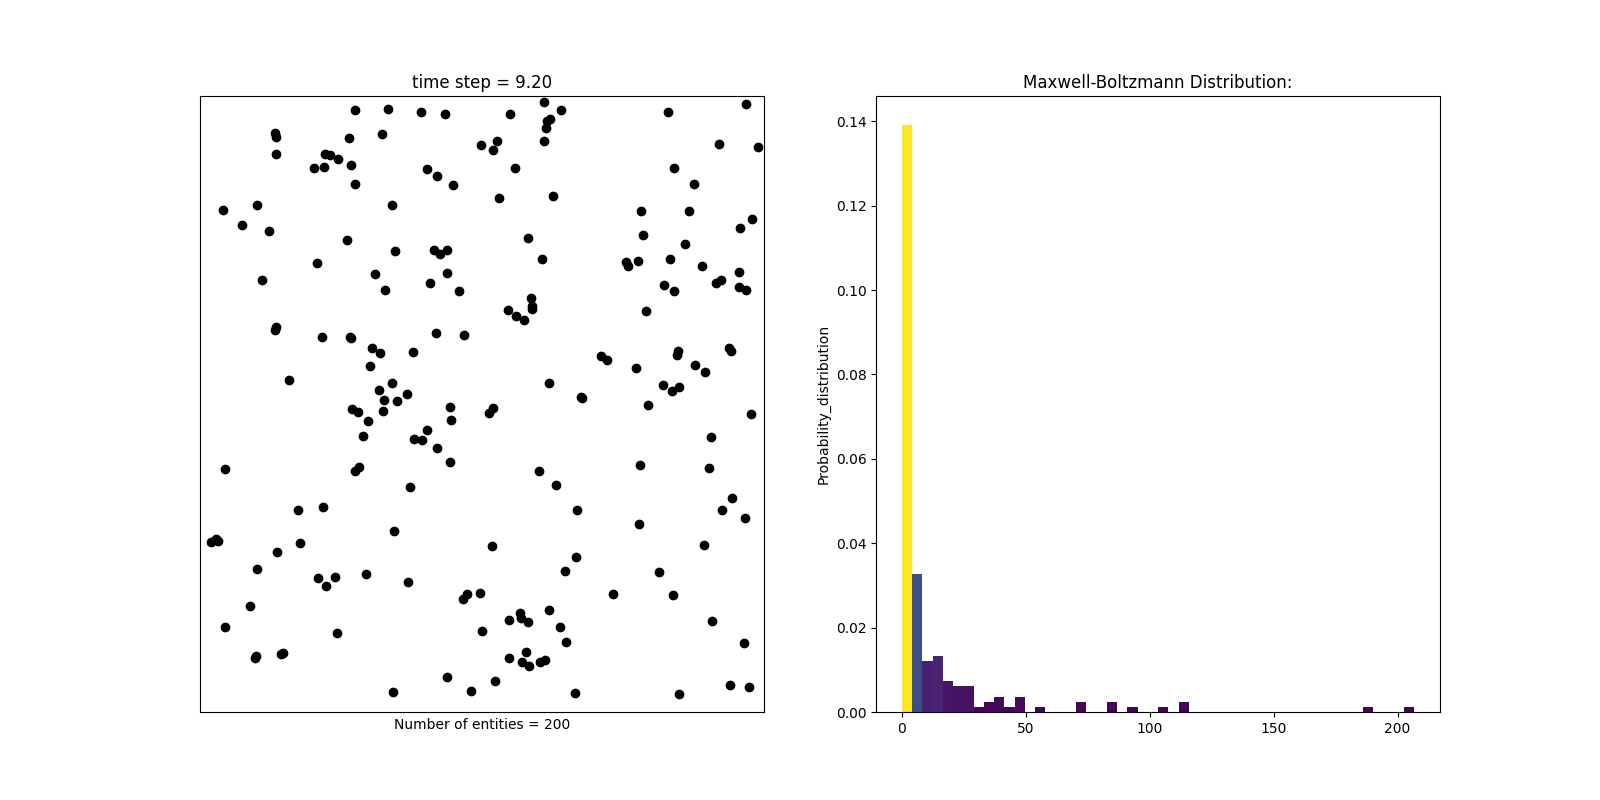 time step = 9.20
Number of entities = 200
Maxwell-Boltzmann Distribution:
Probability_distribution
0.14
0.12
0.10
0.08
0.06
0.04
0.02
0.00
0 50 100 150 200